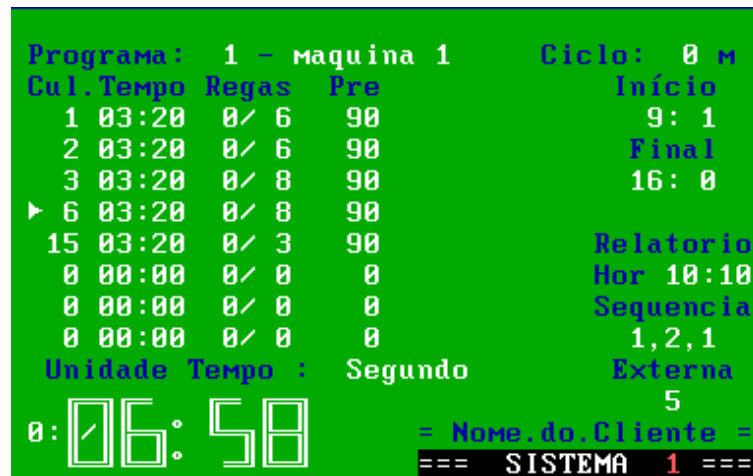 Programa: 1 - maquina 1 Ciclo: 0 m
Cul.Tempo Regas Pre Início
1 03:20 0/ 6 90 9: 1
2 03:20 0/ 6 90 Final
3 03:20 0/ 8 90 16: 0
6 03:20 0/ 8 90
15 03:20 0/ 3 90 Relatorio
0 00:00 0/ 0 0 Hor 10:10
0 00:00 0/ 0 0 Sequencia
0 00:00 0/ 0 0 1,2,1
Unidade Tempo : Segundo Externa
5
0:06:58
= Nome.do.Cliente =
=== SISTEMA 1 ===